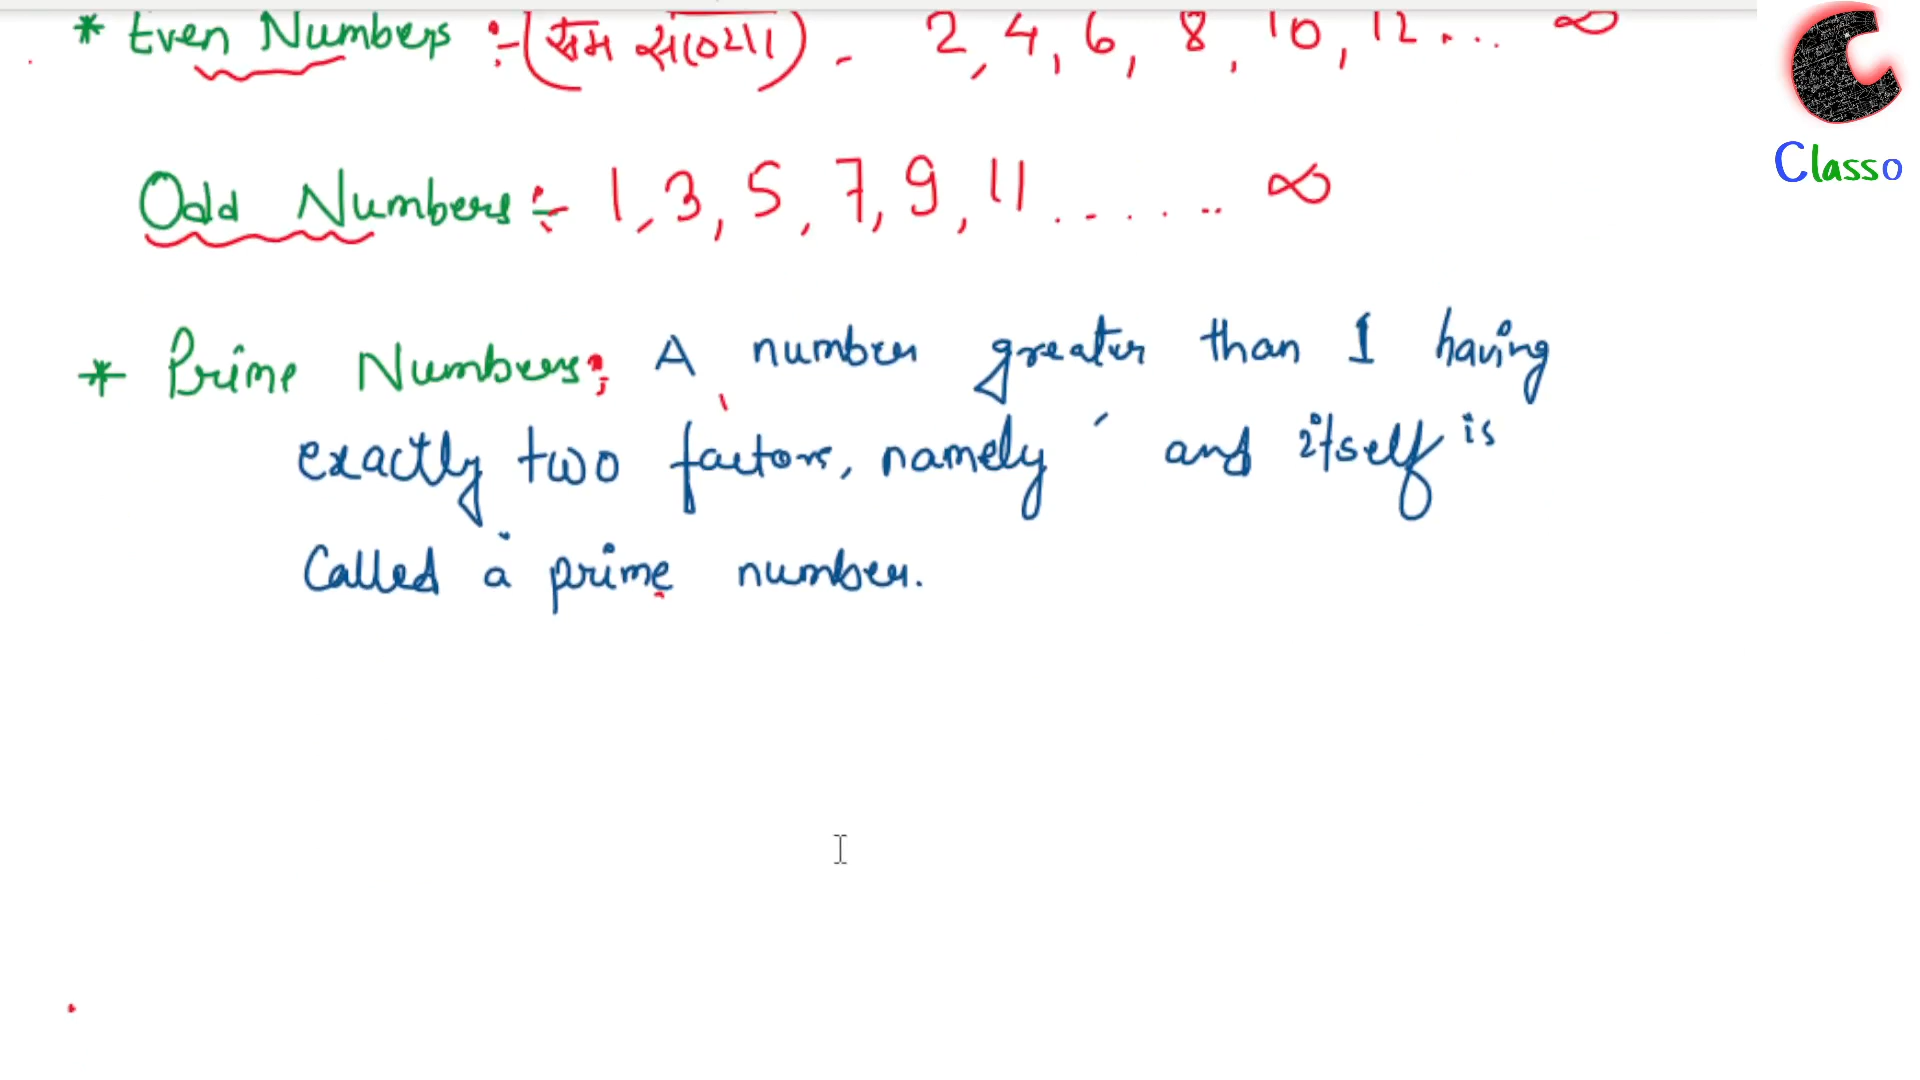 * Even Numbers :- (सम संख्या) - 2, 4, 6, 8, 10, 12 ... ∞
Odd Numbers :- 1, 3, 5, 7, 9, 11 ........ ∞
* Prime Numbers: A number greater than 1 having
exactly two factors, namely ' and itself is
Called a prime number.
Classo